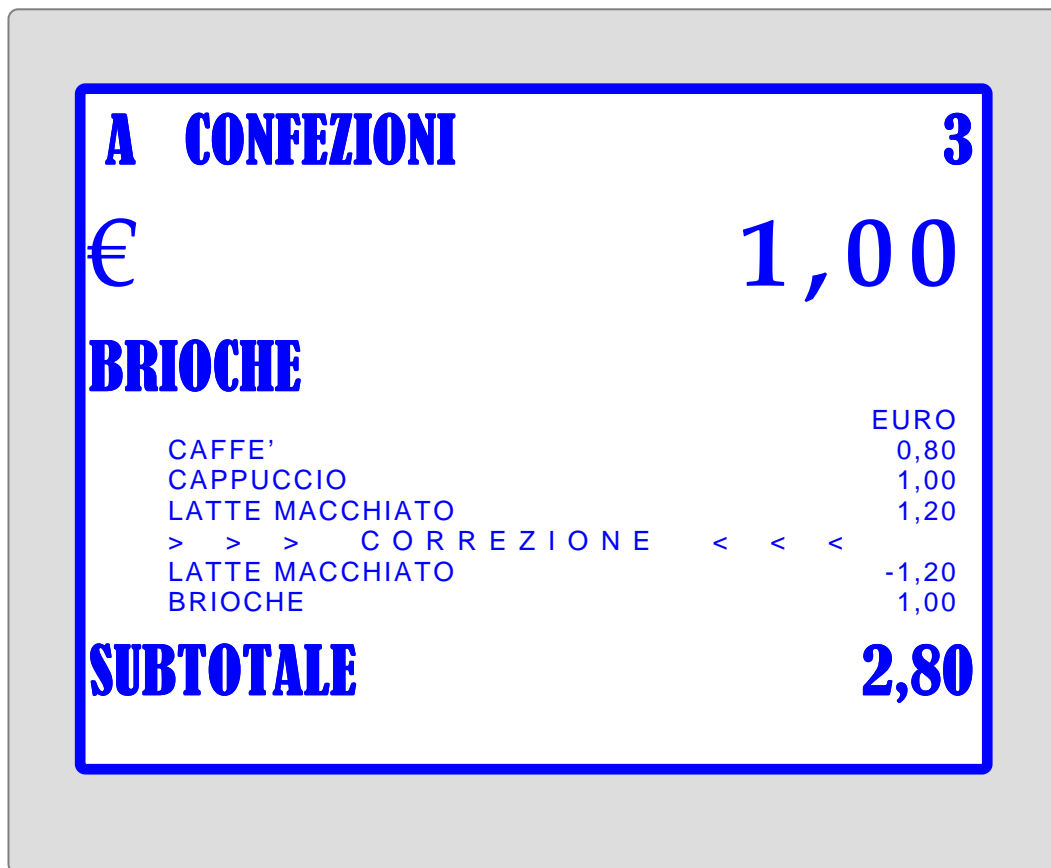 A CONFEZIONI 3
€ 1,00
BRIOCHE
EURO
CAFFE’ 0,80
CAPPUCCIO 1,00
LATTE MACCHIATO 1,20
> > > CORREZIONE < < <
LATTE MACCHIATO -1,20
BRIOCHE 1,00
SUBTOTALE 2,80